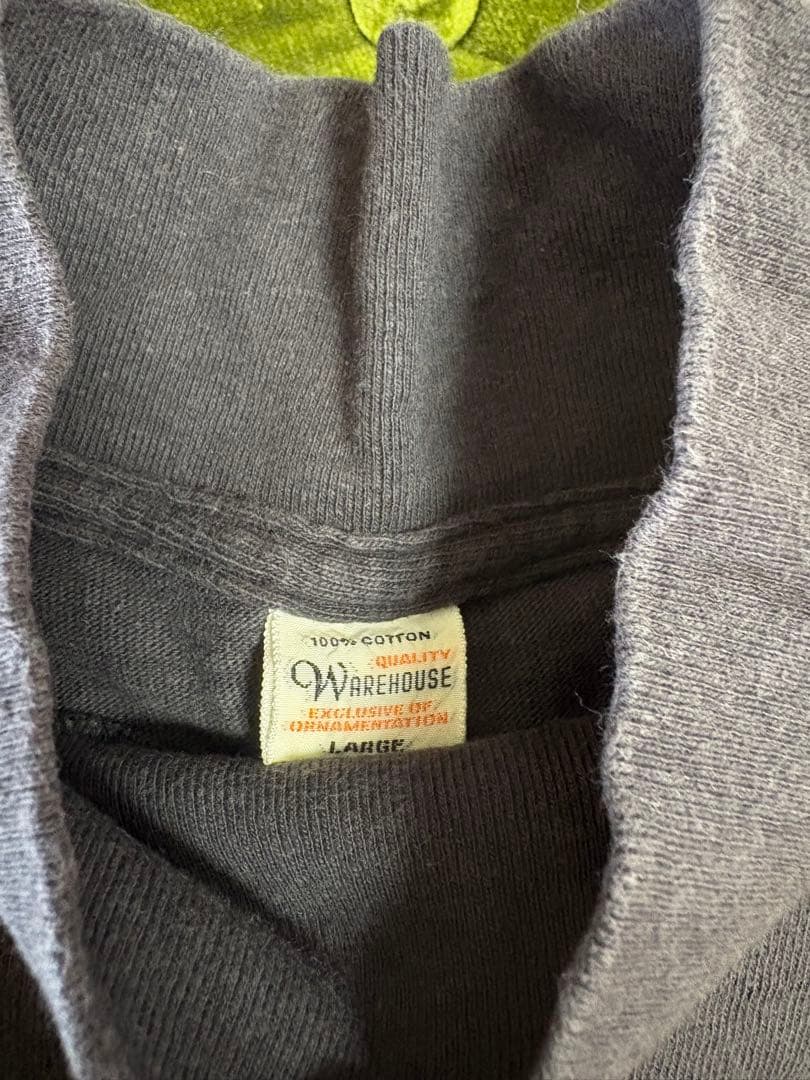 100% COTTON
QUALITY
WAREHOUSE
EXCLUSIVE OF
ORNAMENTATION
LARGE